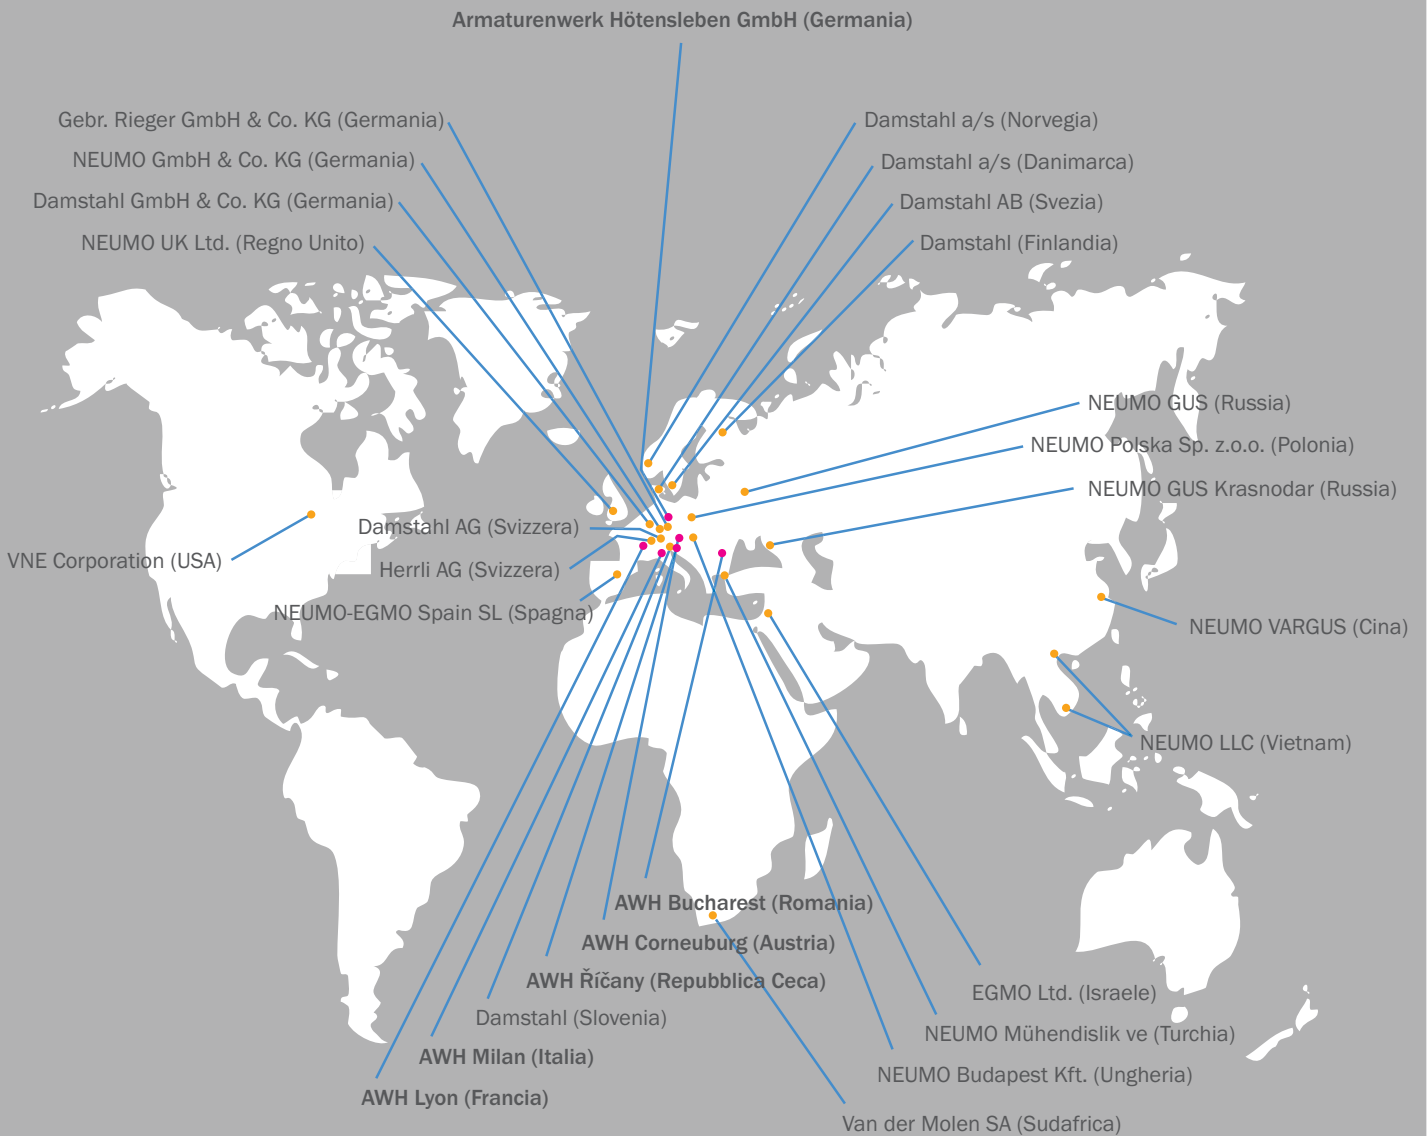 Armaturenwerk Hötensleben GmbH (Germania)
Gebr. Rieger GmbH & Co. KG (Germania)
NEUMO GmbH & Co. KG (Germania)
Damstahl GmbH & Co. KG (Germania)
NEUMO UK Ltd. (Regno Unito)
Damstahl a/s (Norvegia)
Damstahl a/s (Danimarca)
Damstahl AB (Svezia)
Damstahl (Finlandia)
NEUMO GUS (Russia)
NEUMO Polska Sp. z.o.o. (Polonia)
NEUMO GUS Krasnodar (Russia)
Damstahl AG (Svizzera)
VNE Corporation (USA)
Herrli AG (Svizzera)
NEUMO-EGMO Spain SL (Spagna)
NEUMO VARGUS (Cina)
NEUMO LLC (Vietnam)
AWH Bucharest (Romania)
AWH Corneuburg (Austria)
AWH Říčany (Repubblica Ceca)
Damstahl (Slovenia)
AWH Milan (Italia)
AWH Lyon (Francia)
EGMO Ltd. (Israele)
NEUMO Mühendislik ve (Turchia)
NEUMO Budapest Kft. (Ungheria)
Van der Molen SA (Sudafrica)